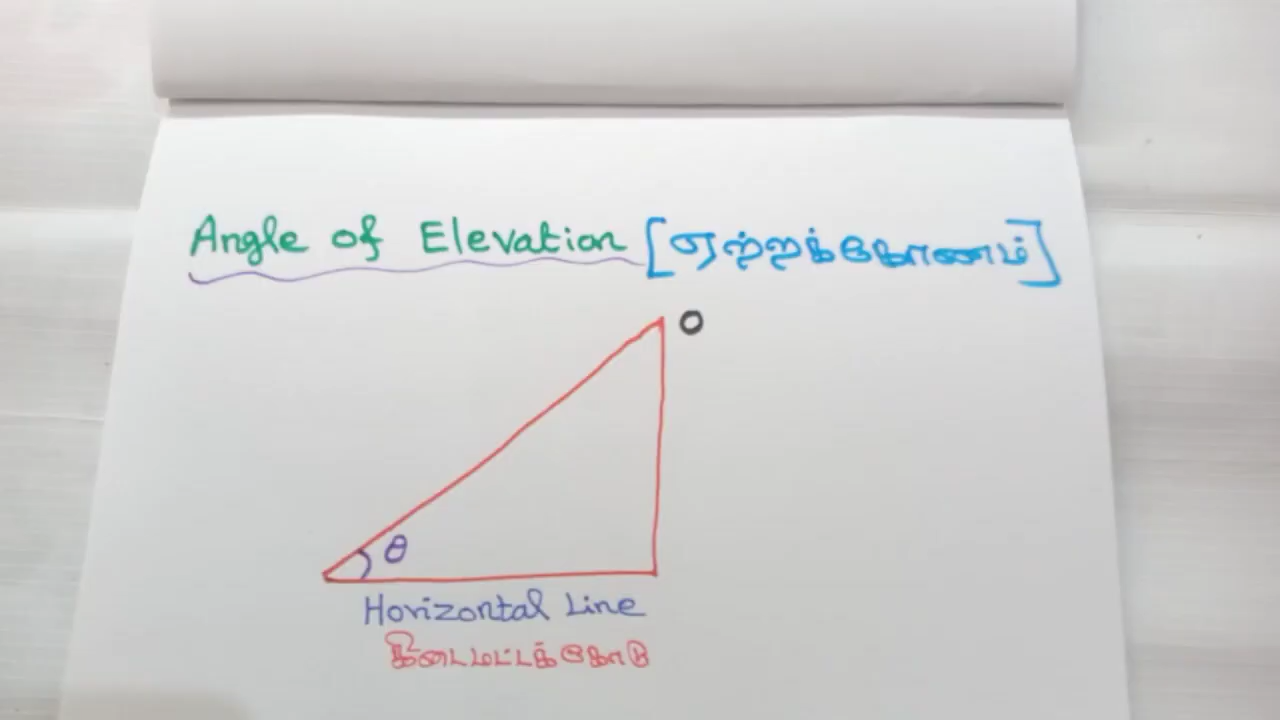 Angle of Elevation [ஏற்றக்கோணம்]
O
θ
Horizontal Line
கிடைமட்டக்கோடு